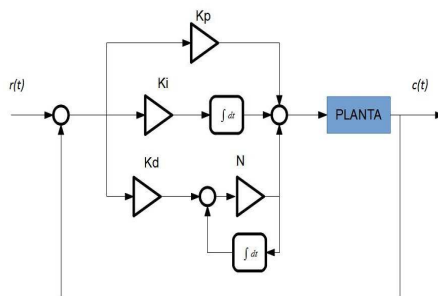 Kp
r(t)
Ki
∫ dt
PLANTA
c(t)
Kd
N
∫ dt